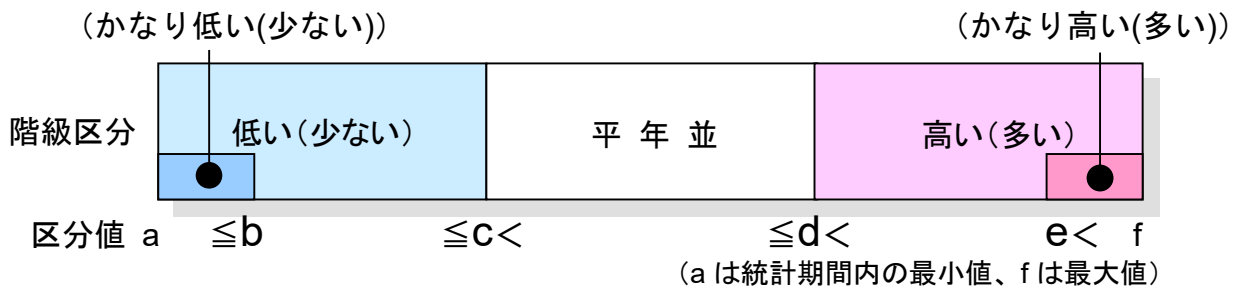 （かなり低い(少ない)） （かなり高い(多い)）
階級区分 低い（少ない） 平 年 並 高い（多い）
区分値 a ≦b ≦c< ≦d< e< f
（a は統計期間内の最小値、f は最大値）